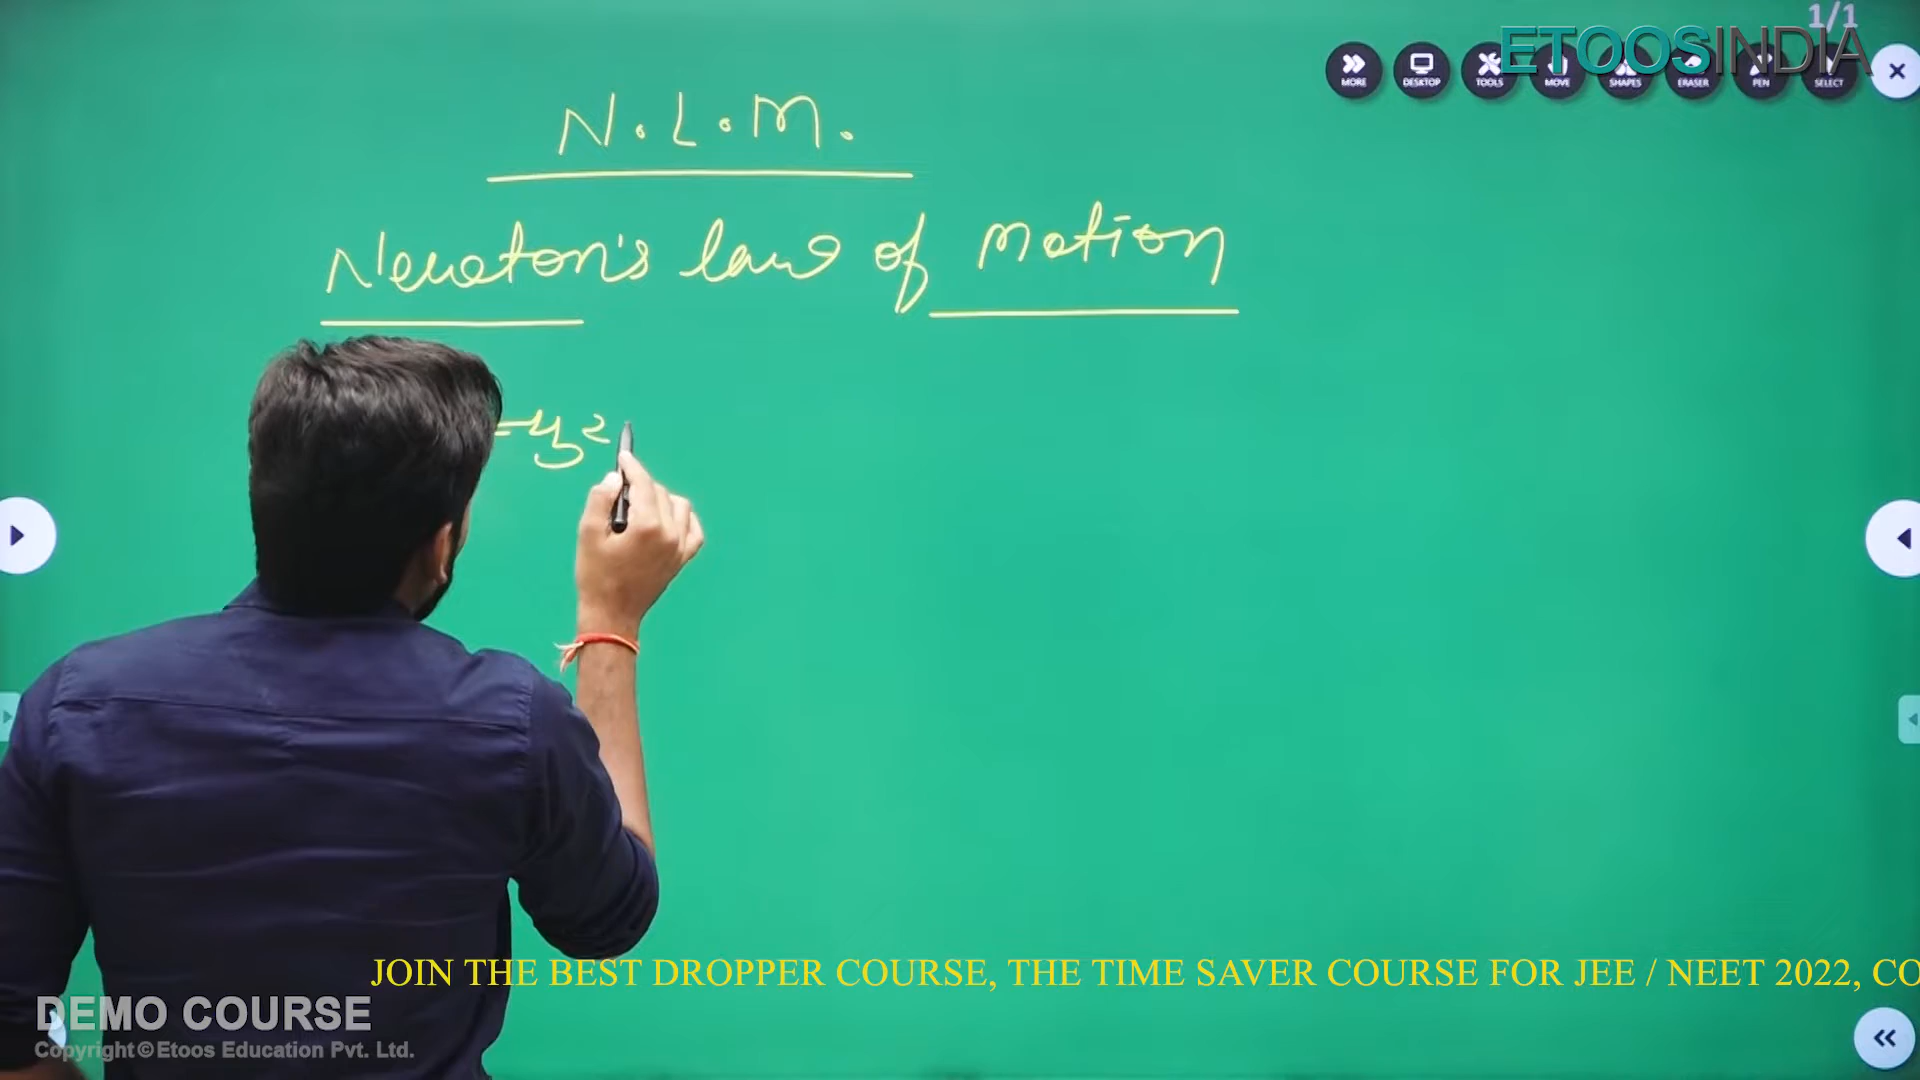 1/1
ETOOSINDIA
MORE DESKTOP TOOLS MOVE SHAPES ERASER PEN SELECT
N.L.M.
Newton's law of Motion
JOIN THE BEST DROPPER COURSE, THE TIME SAVER COURSE FOR JEE / NEET 2022, CO
DEMO COURSE
Copyright © Etoos Education Pvt. Ltd.